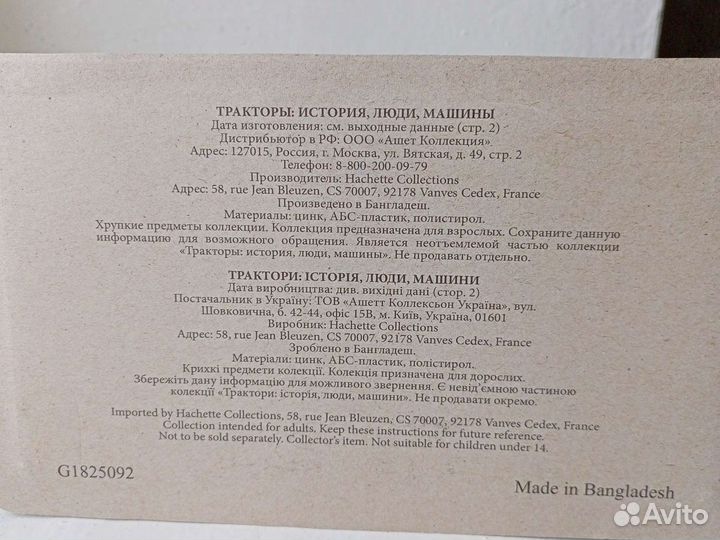 ТРАКТОРЫ: ИСТОРИЯ, ЛЮДИ, МАШИНЫ
Дата изготовления: см. выходные данные (стр. 2)
Дистрибьютор в РФ: ООО «Ашет Коллекция».
Адрес: 127015, Россия, г. Москва, ул. Вятская, д. 49, стр. 2
Телефон: 8-800-200-09-79
Производитель: Hachette Collections
Адрес: 58, rue Jean Bleuzen, CS 70007, 92178 Vanves Cedex, France
Произведено в Бангладеш.
Материалы: цинк, АБС-пластик, полистирол.
Хрупкие предметы коллекции. Коллекция предназначена для взрослых. Сохраните данную
информацию для возможного обращения. Является неотъемлемой частью коллекции
«Тракторы: история, люди, машины». Не продавать отдельно.
ТРАКТОРИ: ІСТОРІЯ, ЛЮДИ, МАШИНИ
Дата виробництва: див. вихідні дані (стор. 2)
Постачальник в Україну: ТОВ «Ашетт Коллексьон Україна», вул.
Шовковична, б. 42-44, офіс 15В, м. Київ, Україна, 01601
Виробник: Hachette Collections
Адрес: 58, rue Jean Bleuzen, CS 70007, 92178 Vanves Cedex, France
Зроблено в Бангладеш.
Матеріали: цинк, АБС-пластик, полістирол.
Крихкі предмети колекції. Колекція призначена для дорослих.
Збережіть дану інформацію для можливого звернення. Є невід'ємною частиною
колекції «Трактори: історія, люди, машини». Не продавати окремо.
Imported by Hachette Collections, 58, rue Jean Bleuzen, CS 70007, 92178 Vanves Cedex, France
Collection intended for adults. Keep these instructions for future reference.
Not to be sold separately. Collector's item. Not suitable for children under 14.
G1825092
Made in Bangladesh
Avito